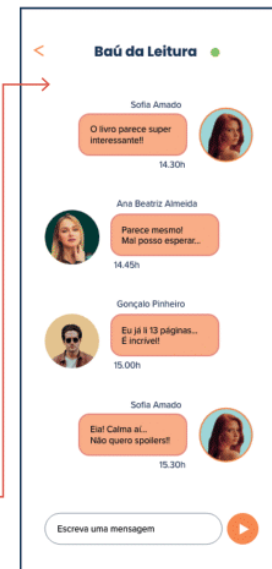 Baú da Leitura
Sofia Amado
O livro parece super
interessante!!
14.30h
Ana Beatriz Almeida
Parece mesmo!
Mal posso esperar...
14.45h
Gonçalo Pinheiro
Eu já li 13 páginas...
É incrível!
15.00h
Sofia Amado
Eia! Calma aí...
Não quero spoilers!!
15.30h
Escreva uma mensagem